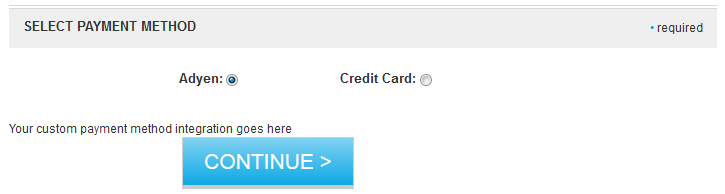 SELECT PAYMENT METHOD • required
Adyen: Credit Card:
Your custom payment method integration goes here
CONTINUE >